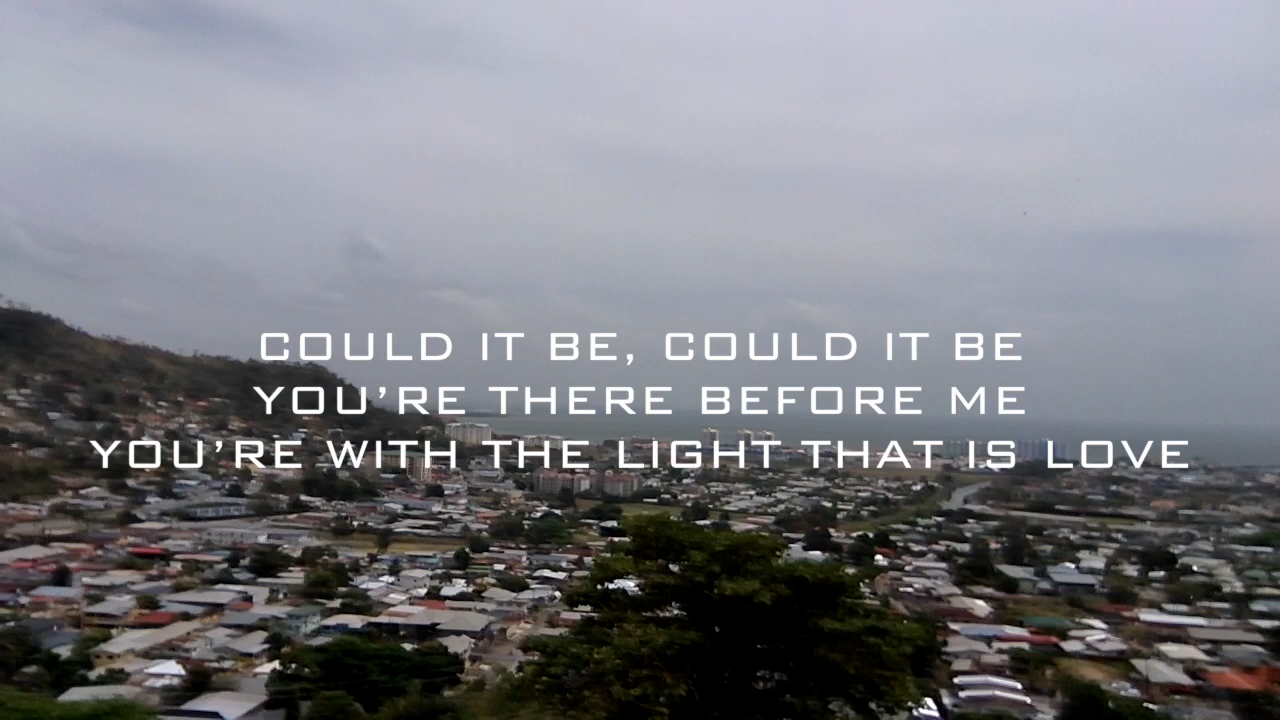 COULD IT BE, COULD IT BE
YOU’RE THERE BEFORE ME
YOU’RE WITH THE LIGHT THAT IS LOVE